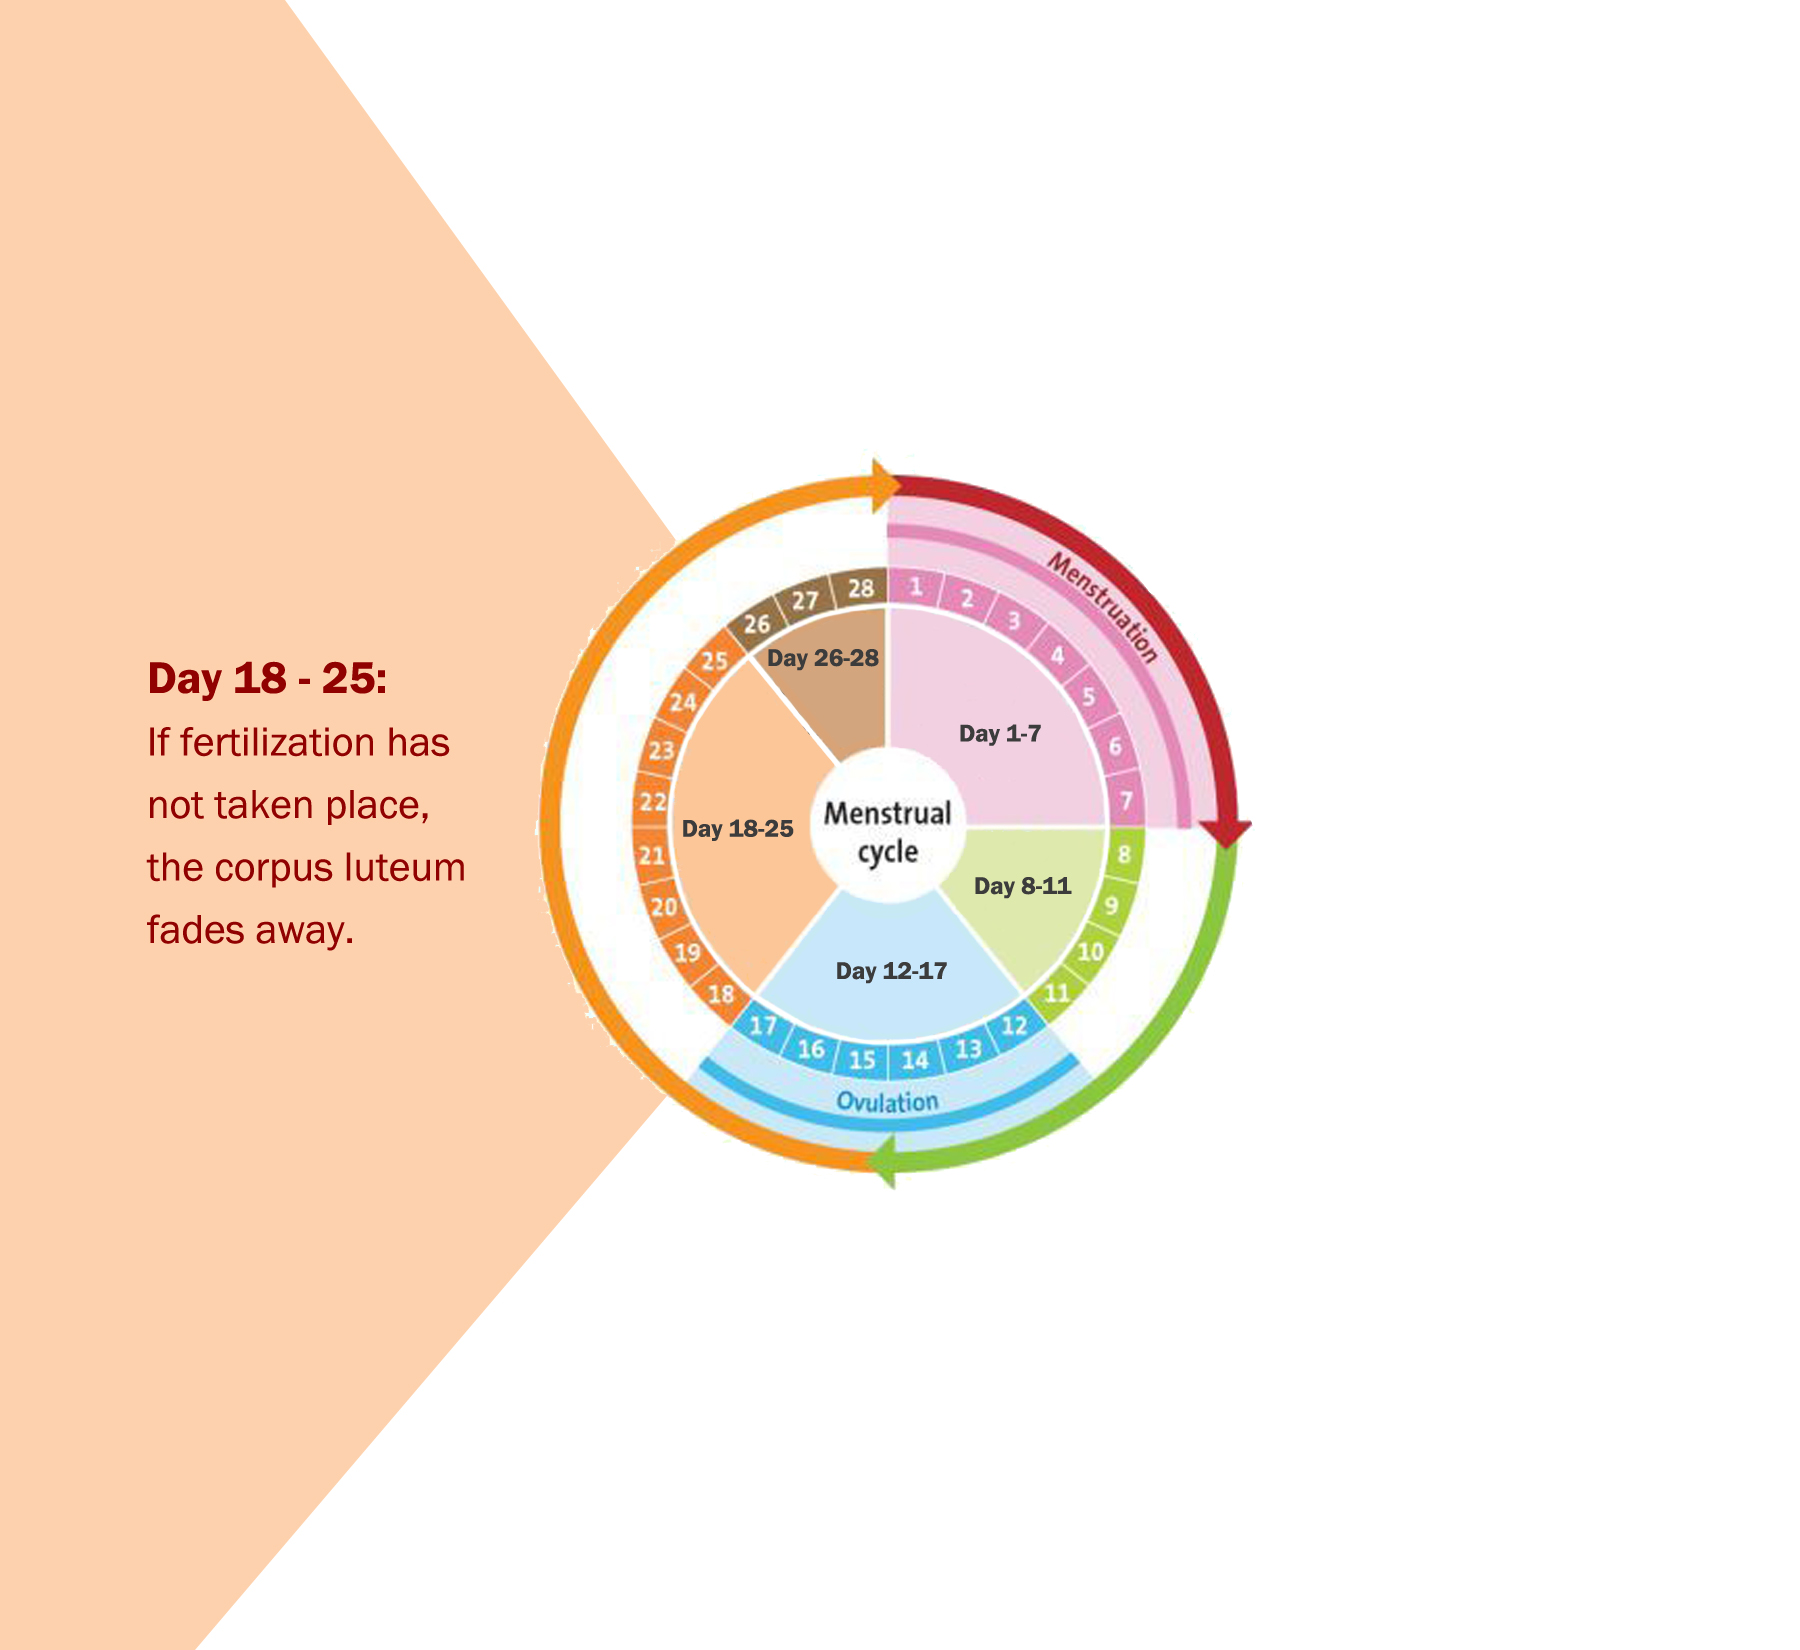 Day 18 - 25:
If fertilization has
not taken place,
the corpus luteum
fades away.
Menstrual
cycle
Day 1-7
Day 8-11
Day 12-17
Day 18-25
Day 26-28
Menstruation
Ovulation
1
2
3
4
5
6
7
8
9
10
11
12
13
14
15
16
17
18
19
20
21
22
23
24
25
26
27
28